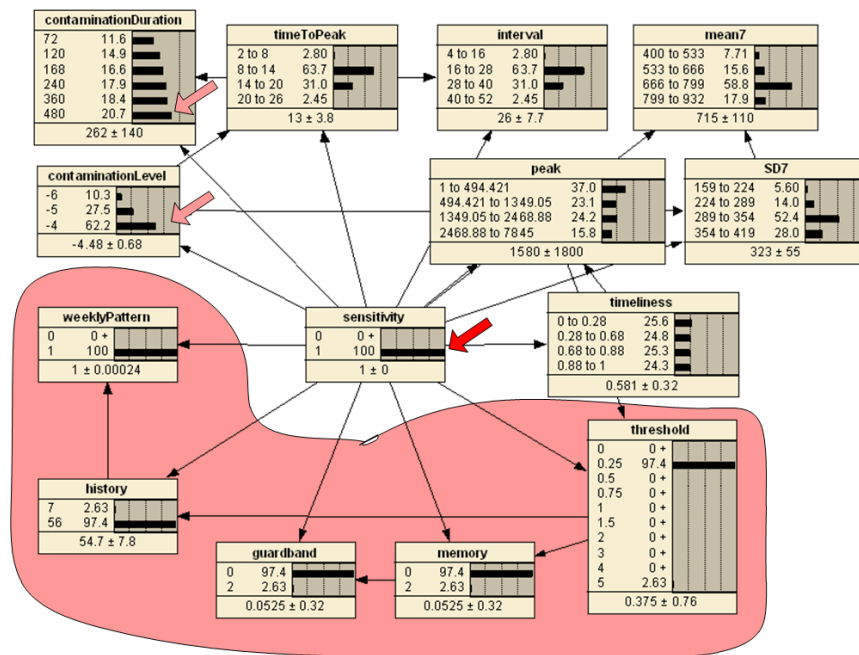 contaminationDuration
72 11.6
120 14.9
168 16.6
240 17.9
360 18.4
480 20.7
262 ± 140
timeToPeak
2 to 8 2.80
8 to 14 63.7
14 to 20 31.0
20 to 26 2.45
13 ± 3.8
interval
4 to 16 2.80
16 to 28 63.7
28 to 40 31.0
40 to 52 2.45
26 ± 7.7
mean7
400 to 533 7.71
533 to 666 15.6
666 to 799 58.8
799 to 932 17.9
715 ± 110
contaminationLevel
-6 10.3
-5 27.5
-4 62.2
-4.48 ± 0.68
peak
1 to 494.421 37.0
494.421 to 1349.05 23.1
1349.05 to 2468.88 24.2
2468.88 to 7845 15.8
1580 ± 1800
SD7
159 to 224 5.60
224 to 289 14.0
289 to 354 52.4
354 to 419 28.0
323 ± 55
weeklyPattern
0 0 +
1 100
1 ± 0.00024
sensitivity
0 0 +
1 100
1 ± 0
timeliness
0 to 0.28 25.6
0.28 to 0.68 24.8
0.68 to 0.88 25.3
0.88 to 1 24.3
0.581 ± 0.32
threshold
0 0 +
0.25 97.4
0.5 0 +
0.75 0 +
1 0 +
1.5 0 +
2 0 +
3 0 +
4 0 +
5 2.63
0.375 ± 0.76
history
7 2.63
56 97.4
54.7 ± 7.8
guardband
0 97.4
2 2.63
0.0525 ± 0.32
memory
0 97.4
2 2.63
0.0525 ± 0.32